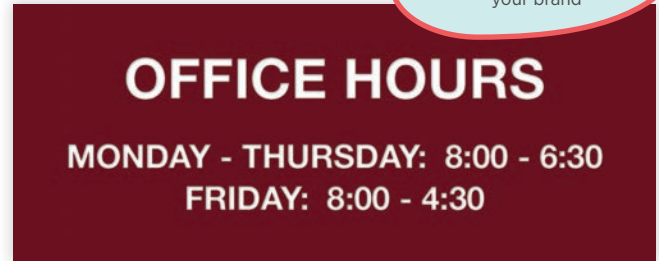 your brand
OFFICE HOURS
MONDAY - THURSDAY:  8:00 - 6:30
FRIDAY:  8:00 - 4:30